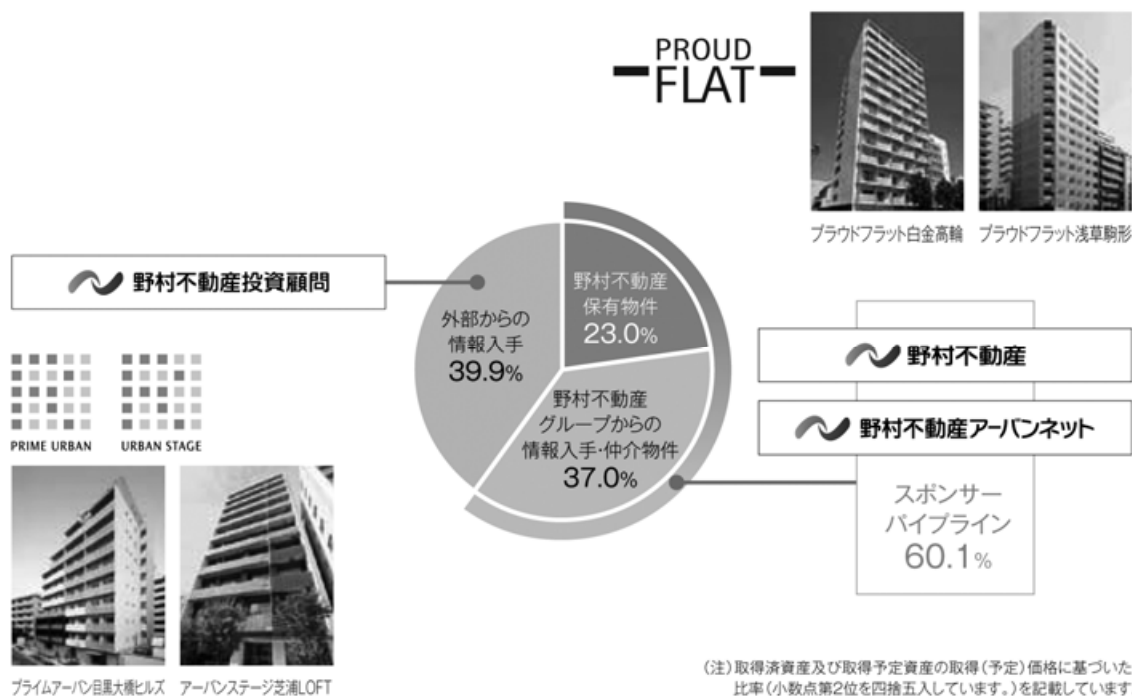 PROUD
FLAT
プラウドフラット白金高輪
プラウドフラット浅草駒形
野村不動産投資顧問
外部からの
情報入手
39.9%
野村不動産
保有物件
23.0%
野村不動産
グループからの
情報入手・仲介物件
37.0%
野村不動産
野村不動産アーバンネット
スポンサー
パイプライン
60.1%
PRIME URBAN
URBAN STAGE
プライムアーバン目黒大橋ヒルズ
アーバンステージ芝浦LOFT
(注)取得済資産及び取得予定資産の取得(予定)価格に基づいた
比率(小数点第2位を四捨五入しています。)を記載しています